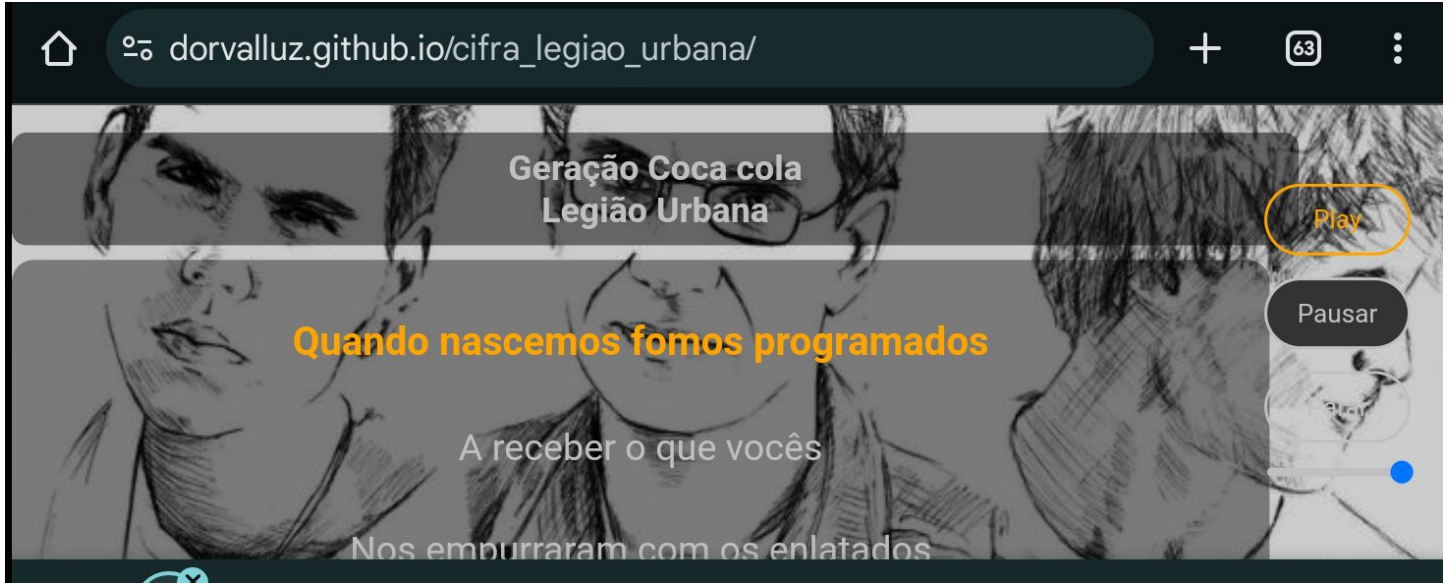 dorvalluz.github.io/cifra_legiao_urbana/
63
Geração Coca cola
Legião Urbana
Play
Quando nascemos fomos programados
Pausar
Parar
A receber o que vocês
Nos empurraram com os enlatados